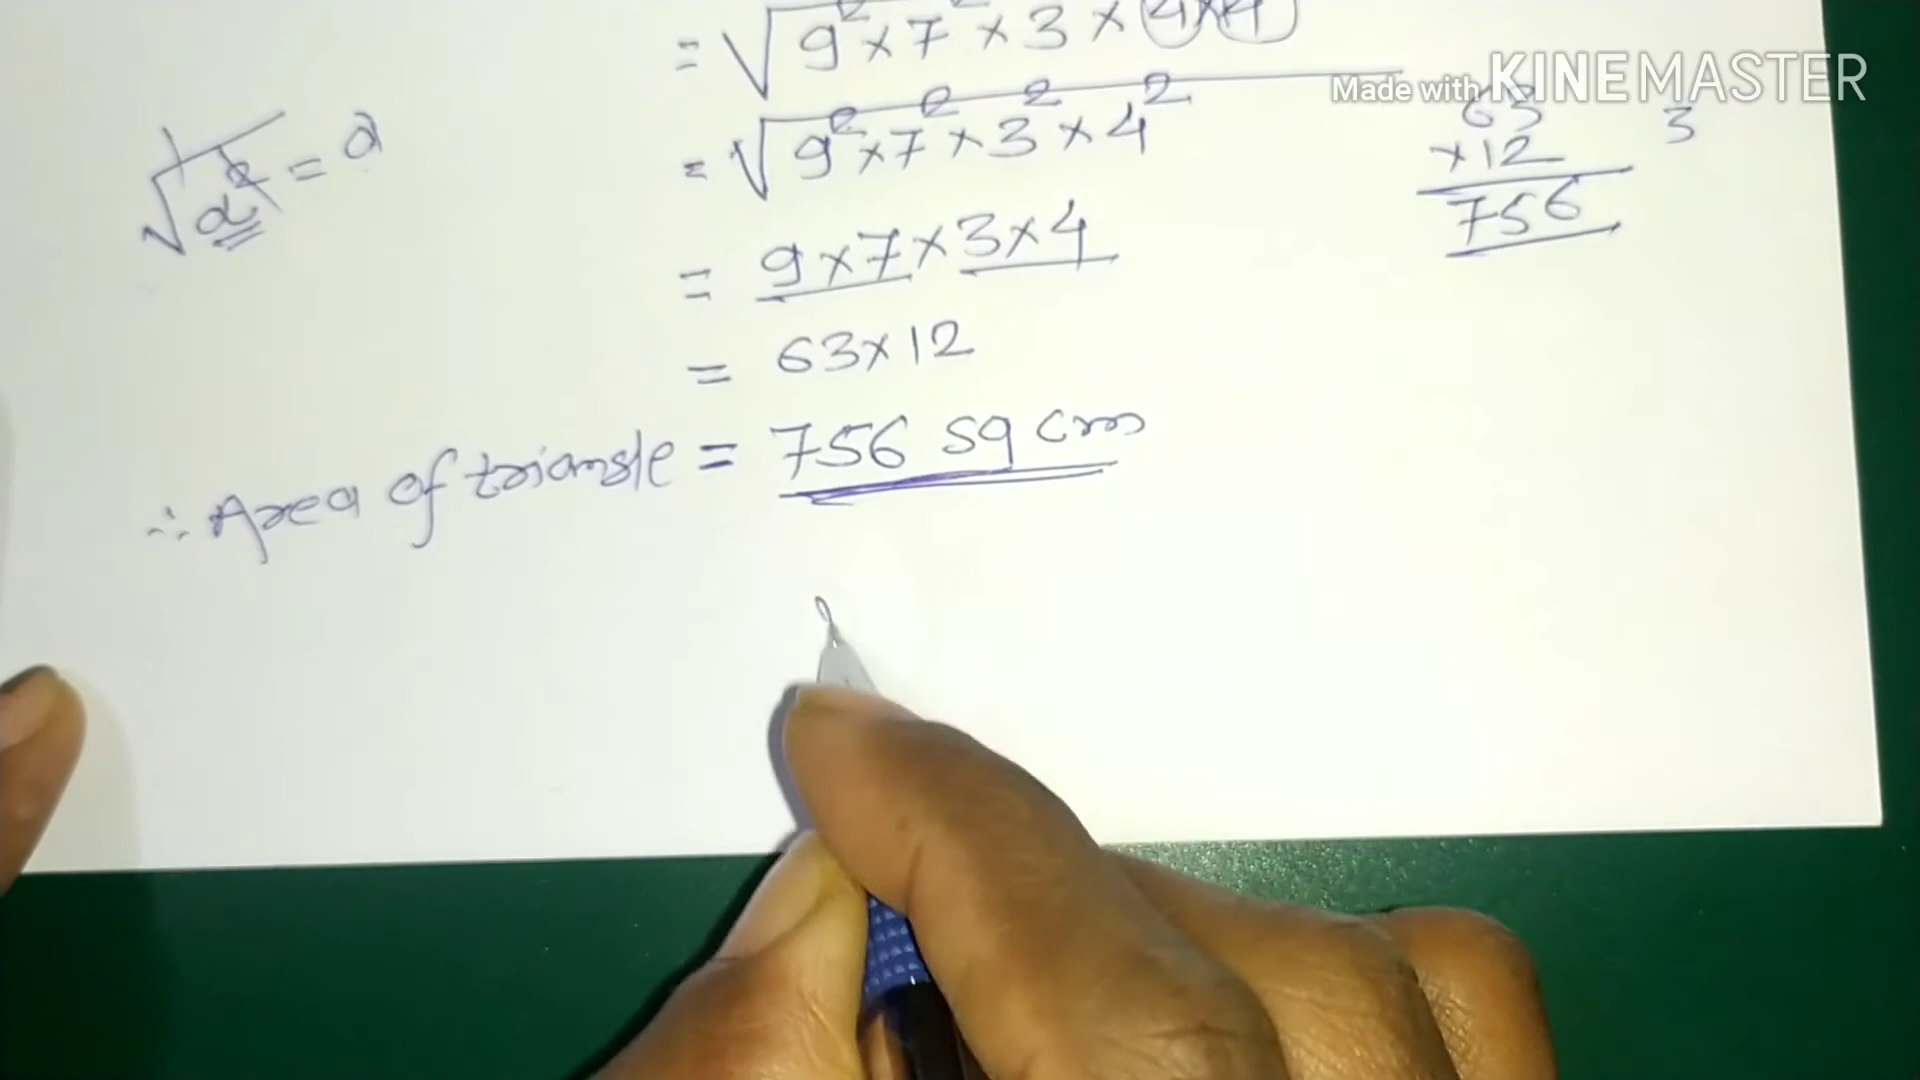 = √9² × 7² × 3 × 4 × 4
Made with KINEMASTER
= √9² × 7² × 3² × 4²
√a² = a
63 3
×12
756
= 9 × 7 × 3 × 4
= 63 × 12
∴ Area of triangle = 756 sq cm